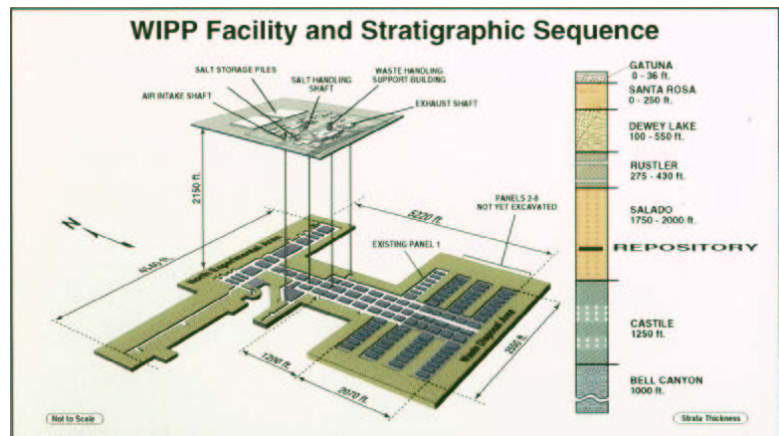 WIPP Facility and Stratigraphic Sequence
SALT STORAGE PILES
WASTE HANDLING
SUPPORT BUILDING
SALT HANDLING
SHAFT
AIR INTAKE SHAFT
EXHAUST SHAFT
2150 ft.
N
5220 ft.
PANELS 2-8
NOT YET EXCAVATED
EXISTING PANEL 1
4540 ft.
North Experimental Area
Waste Disposal Area
1200 ft.
2070 ft.
Not to Scale
GATUNA
0 - 36 ft.
SANTA ROSA
0 - 250 ft.
DEWEY LAKE
100 - 550 ft.
RUSTLER
275 - 430 ft.
SALADO
1750 - 2000 ft.
REPOSITORY
CASTILE
1250 ft.
BELL CANYON
1000 ft.
Strata Thickness